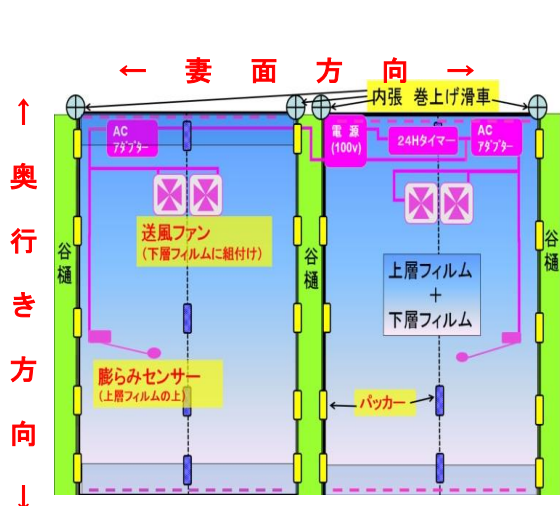 ← 妻 面 方 向 →
内張 巻上げ滑車
↑
奥
行
き
方
向
↓
AC
アダプター
電 源
(100v)
24Hタイマー
AC
アダプター
送風ファン
(下層フィルムに組付け)
谷樋
谷樋
谷樋
上層フィルム
+
下層フィルム
膨らみセンサー
(上層フィルムの上)
パッカー